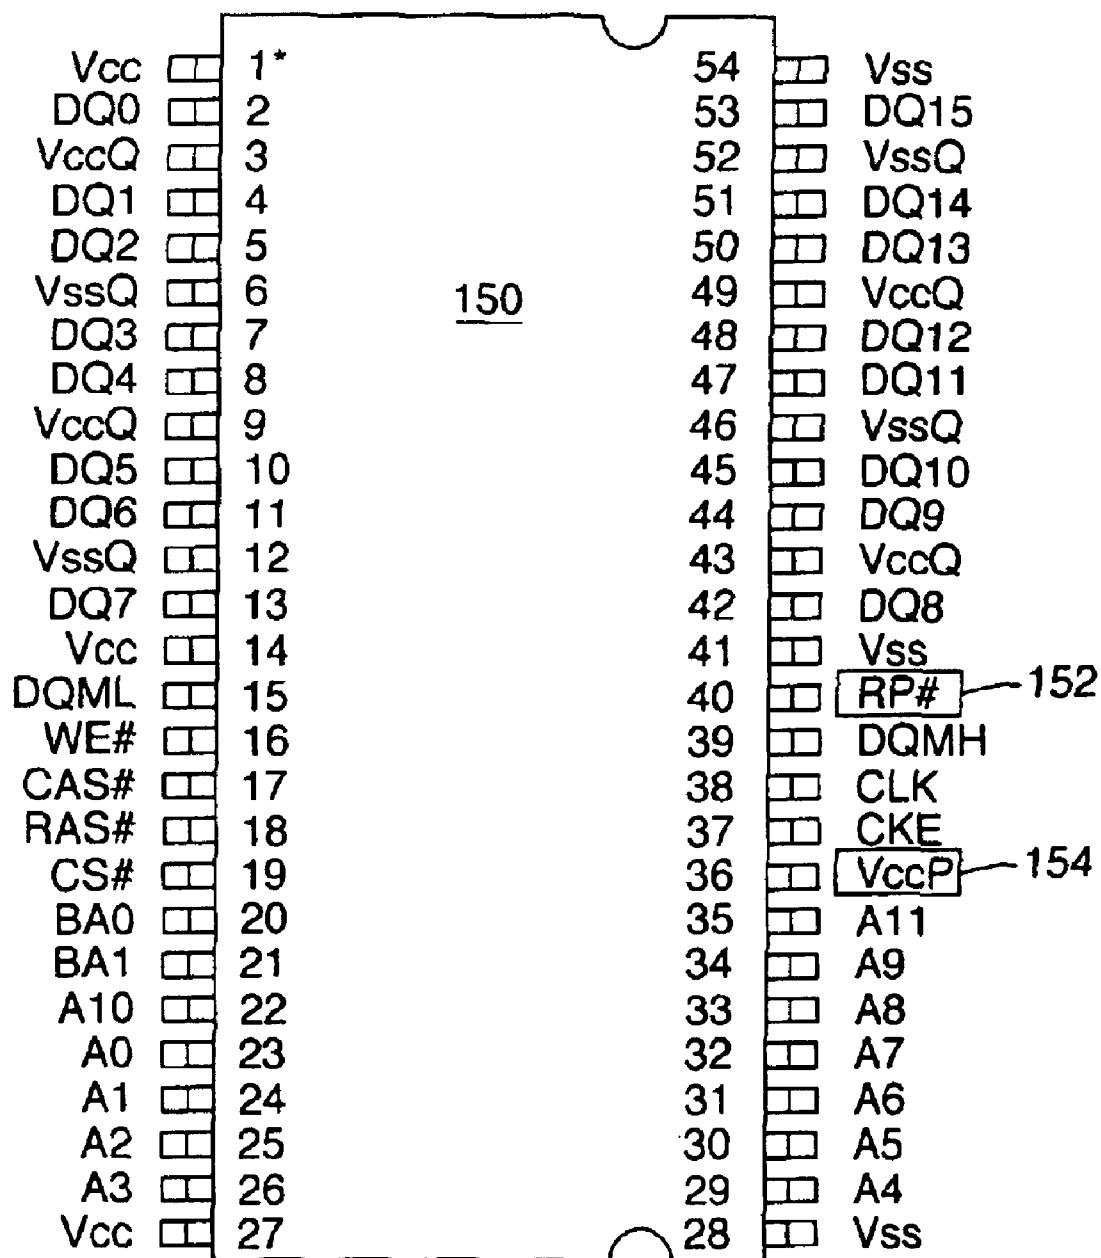 Vcc 1* 54 Vss
DQ0 2 53 DQ15
VccQ 3 52 VssQ
DQ1 4 51 DQ14
DQ2 5 50 DQ13
VssQ 6 150 49 VccQ
DQ3 7 48 DQ12
DQ4 8 47 DQ11
VccQ 9 46 VssQ
DQ5 10 45 DQ10
DQ6 11 44 DQ9
VssQ 12 43 VccQ
DQ7 13 42 DQ8
Vcc 14 41 Vss
DQML 15 40 RP# 152
WE# 16 39 DQMH
CAS# 17 38 CLK
RAS# 18 37 CKE
CS# 19 36 VccP 154
BA0 20 35 A11
BA1 21 34 A9
A10 22 33 A8
A0 23 32 A7
A1 24 31 A6
A2 25 30 A5
A3 26 29 A4
Vcc 27 28 Vss